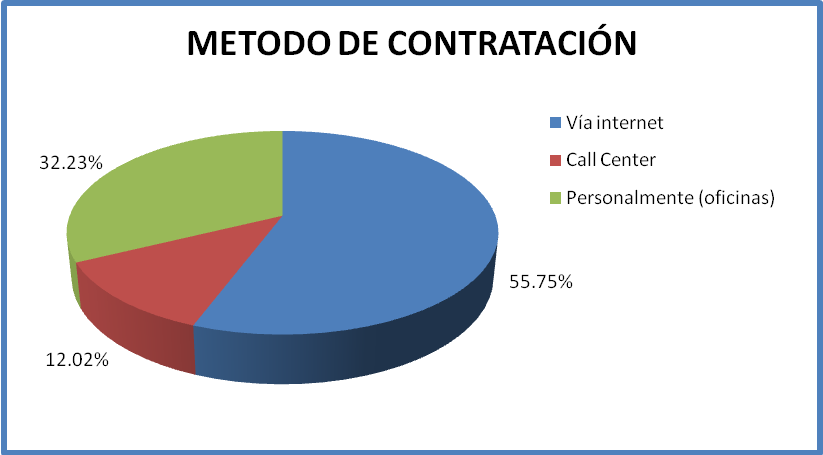 METODO DE CONTRATACIÓN
Vía internet
Call Center
Personalmente (oficinas)
32.23%
55.75%
12.02%